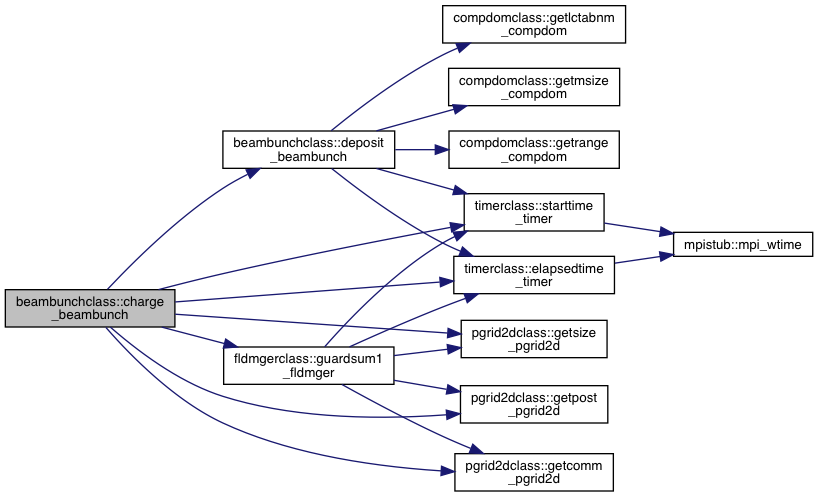 compdomclass::getlctabnm
_compdom
compdomclass::getmsize
_compdom
beambunchclass::deposit
_beambunch
compdomclass::getrange
_compdom
timerclass::starttime
_timer
mpistub::mpi_wtime
timerclass::elapsedtime
_timer
beambunchclass::charge
_beambunch
pgrid2dclass::getsize
_pgrid2d
fldmgerclass::guardsum1
_fldmger
pgrid2dclass::getpost
_pgrid2d
pgrid2dclass::getcomm
_pgrid2d